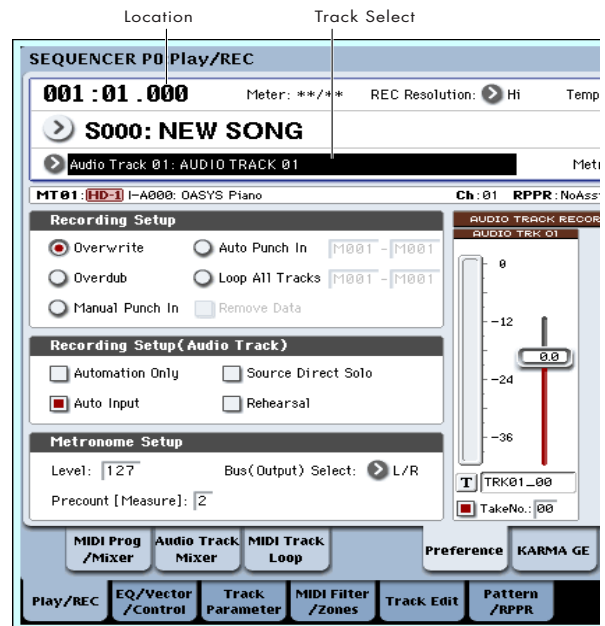 Location Track Select
SEQUENCER P0:Play/REC
001:01.000 Meter: **/** REC Resolution: Hi Temp
S000: NEW SONG
Audio Track 01: AUDIO TRACK 01 Met
MT01:HD-1 I-A000: OASYS Piano Ch:01 RPPR:NoAss
Recording Setup
Overwrite Auto Punch In M001 - M001
Overdub Loop All Tracks M001 - M001
Manual Punch In Remove Data
Recording Setup(Audio Track)
Automation Only Source Direct Solo
Auto Input Rehearsal
Metronome Setup
Level: 127 Bus(Output) Select: L/R
Precount [Measure]: 2
AUDIO TRACK RECOR
AUDIO TRK 01
0
-12
0.0
-24
-36
T TRK01_00
TakeNo.: 00
MIDI Prog /Mixer Audio Track Mixer MIDI Track Loop Preference KARMA GE
Play/REC EQ/Vector /Control Track Parameter MIDI Filter /Zones Track Edit Pattern /RPPR